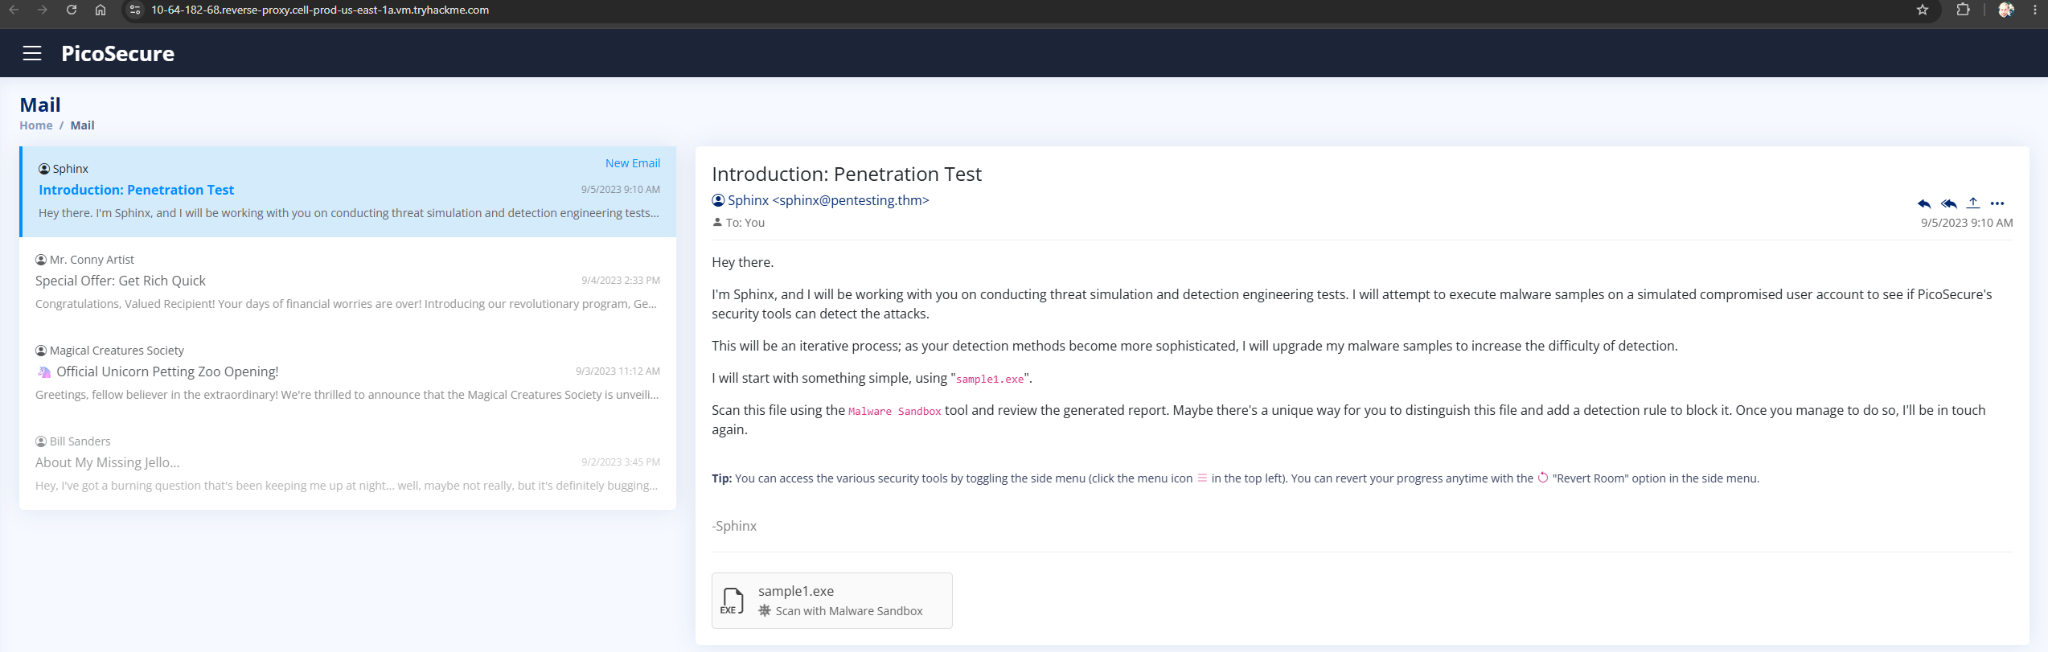 10-64-182-68.reverse-proxy.cell-prod-us-east-1a.vm.tryhackme.com
PicoSecure
Mail
Home / Mail
Sphinx
New Email
Introduction: Penetration Test
9/5/2023 9:10 AM
Hey there. I'm Sphinx, and I will be working with you on conducting threat simulation and detection engineering tests...
Mr. Conny Artist
Special Offer: Get Rich Quick
9/4/2023 2:33 PM
Congratulations, Valued Recipient! Your days of financial worries are over! Introducing our revolutionary program, Ge...
Magical Creatures Society
🦄 Official Unicorn Petting Zoo Opening!
9/3/2023 11:12 AM
Greetings, fellow believer in the extraordinary! We're thrilled to announce that the Magical Creatures Society is unveili...
Bill Sanders
About My Missing Jello...
9/2/2023 3:45 PM
Hey, I've got a burning question that's been keeping me up at night... well, maybe not really, but it's definitely bugging...
Introduction: Penetration Test
Sphinx <sphinx@pentesting.thm>
To: You
9/5/2023 9:10 AM
Hey there.
I'm Sphinx, and I will be working with you on conducting threat simulation and detection engineering tests. I will attempt to execute malware samples on a simulated compromised user account to see if PicoSecure's
security tools can detect the attacks.
This will be an iterative process; as your detection methods become more sophisticated, I will upgrade my malware samples to increase the difficulty of detection.
I will start with something simple, using "sample1.exe".
Scan this file using the Malware Sandbox tool and review the generated report. Maybe there's a unique way for you to distinguish this file and add a detection rule to block it. Once you manage to do so, I'll be in touch
again.
Tip: You can access the various security tools by toggling the side menu (click the menu icon ☰ in the top left). You can revert your progress anytime with the ↺ "Revert Room" option in the side menu.
-Sphinx
EXE
sample1.exe
Scan with Malware Sandbox